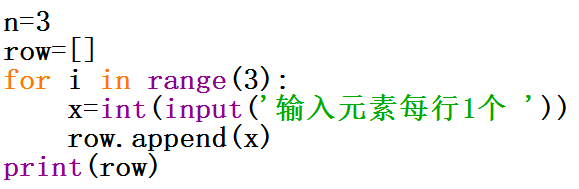 n=3
row=[]
for i in range(3):
    x=int(input('输入元素每行1个 '))
    row.append(x)
print(row)